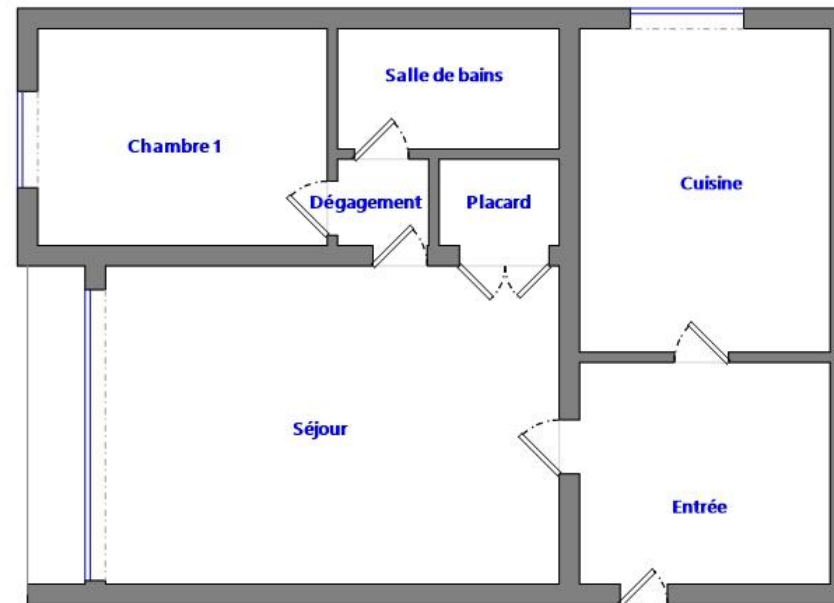 Salle de bains
Chambre 1
Cuisine
Dégagement
Placard
Séjour
Entrée